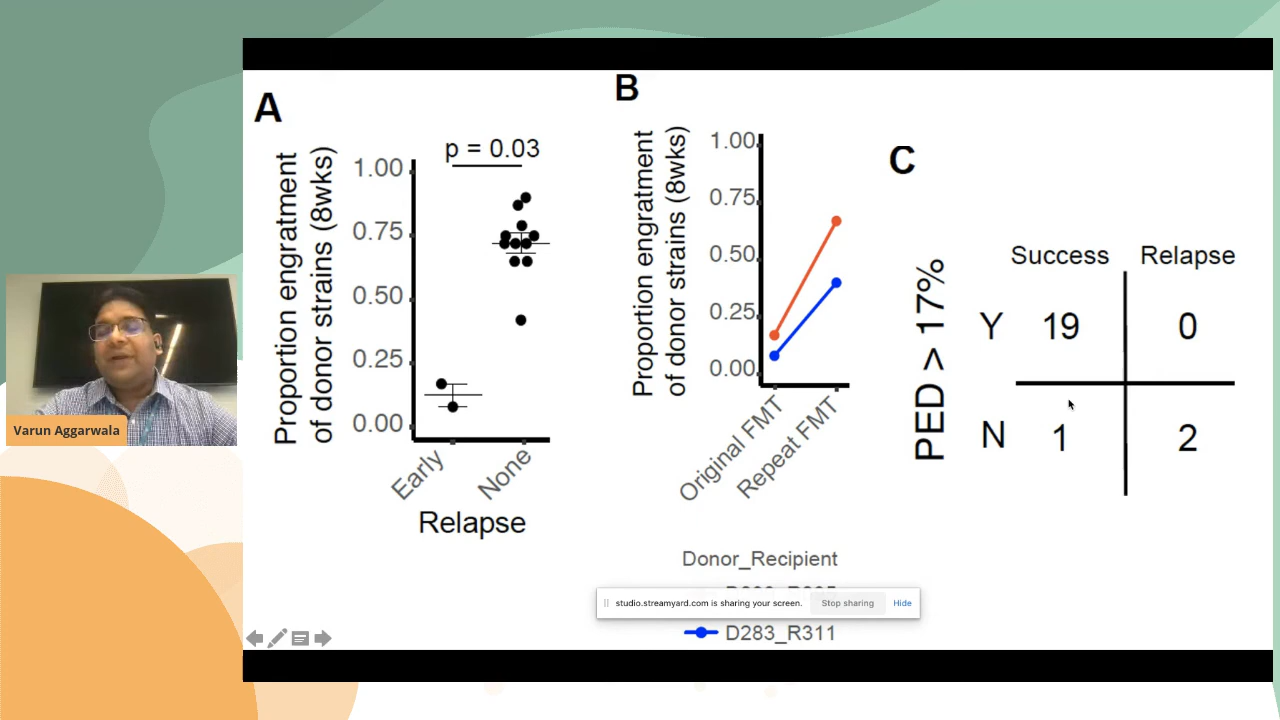 A
p = 0.03
Proportion engratment
of donor strains (8wks)
1.00
0.75
0.50
0.25
0.00
Early
None
Relapse
B
Proportion engratment
of donor strains (8wks)
1.00
0.75
0.50
0.25
0.00
Original FMT
Repeat FMT
Donor_Recipient
D283_R311
C
PED > 17%
Success Relapse
Y 19 0
N 1 2
studio.streamyard.com is sharing your screen. Stop sharing Hide
Varun Aggarwala